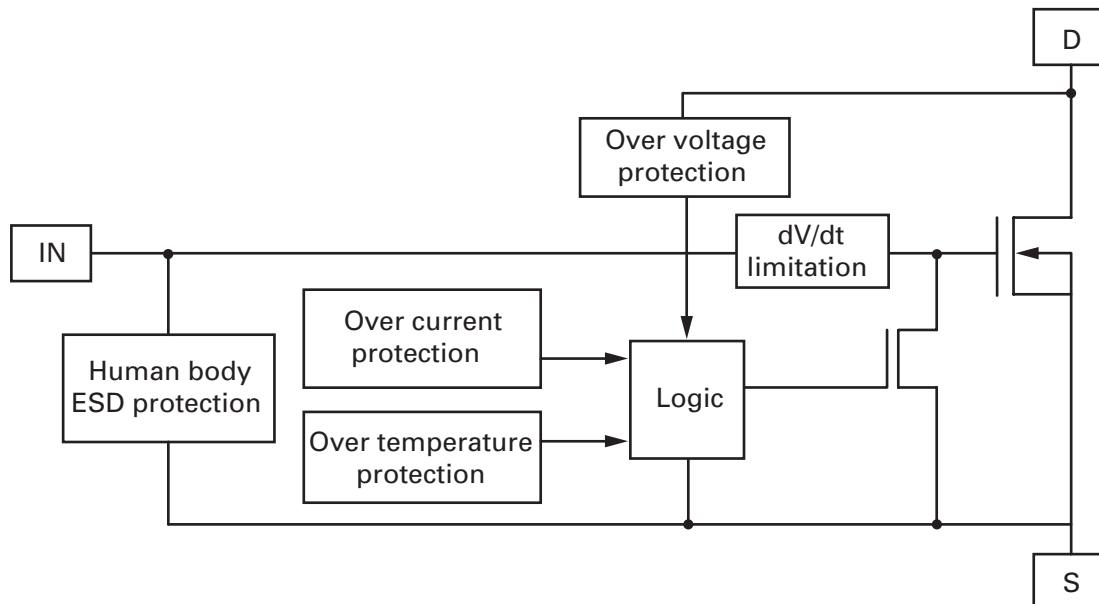 D
Over voltage
protection
IN
dV/dt
limitation
Over current
protection
Human body
ESD protection
Logic
Over temperature
protection
S